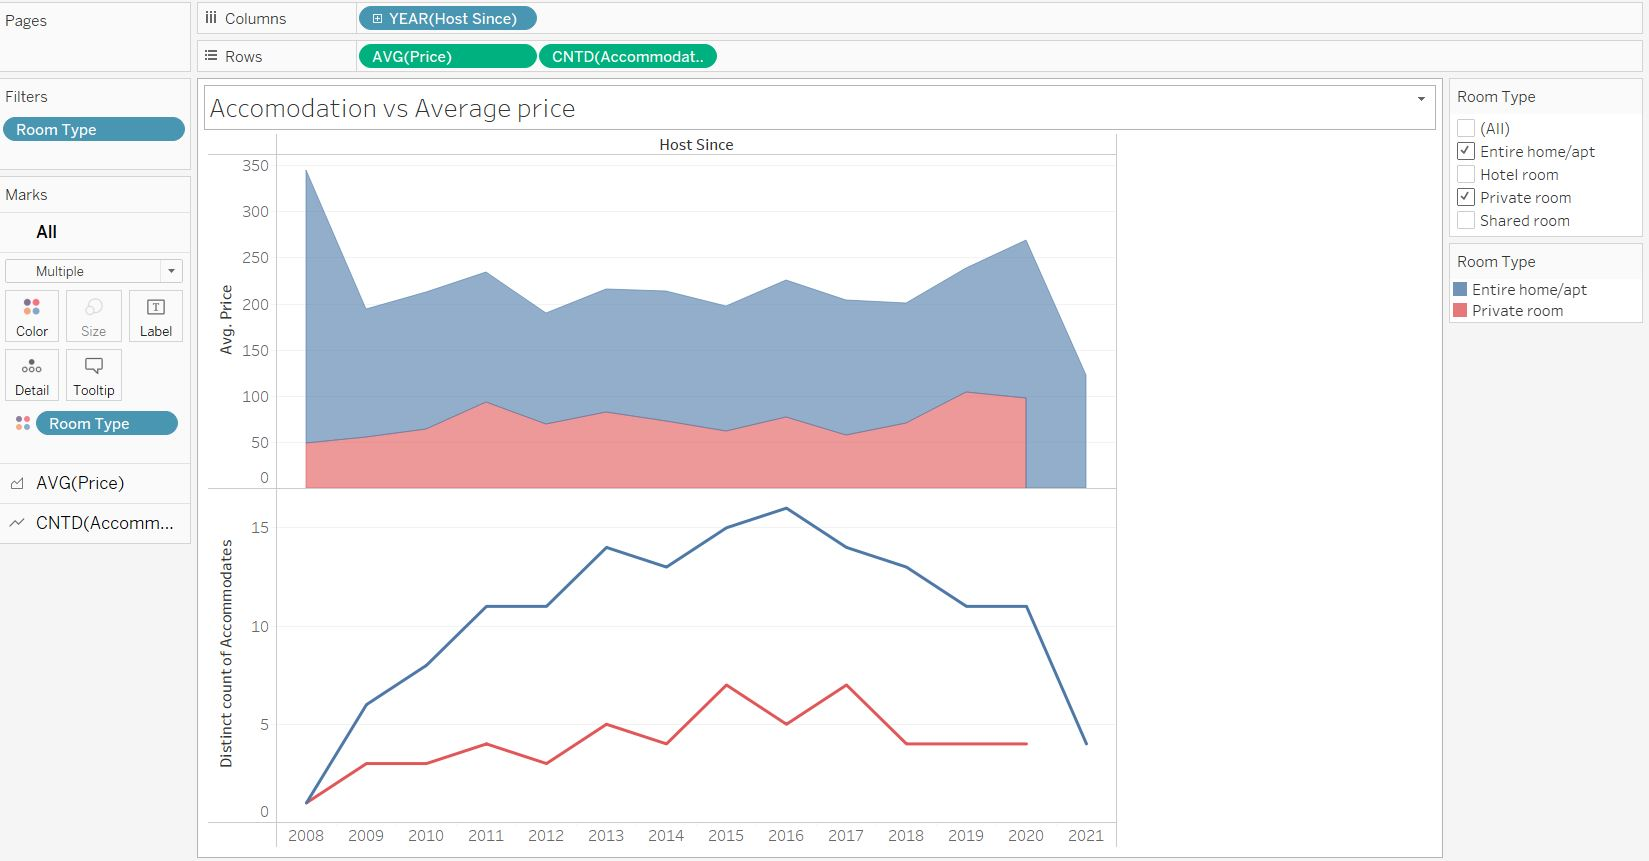 Pages
Columns
YEAR(Host Since)
Rows
AVG(Price)
CNTD(Accommodat..
Filters
Room Type
Marks
All
Multiple
Color
Size
Label
Detail
Tooltip
Room Type
AVG(Price)
CNTD(Accomm...
Accomodation vs Average price
Host Since
350
300
250
200
150
100
50
0
Avg. Price
15
10
5
0
Distinct count of Accommodates
2008 2009 2010 2011 2012 2013 2014 2015 2016 2017 2018 2019 2020 2021
Room Type
(All)
Entire home/apt
Hotel room
Private room
Shared room
Room Type
Entire home/apt
Private room